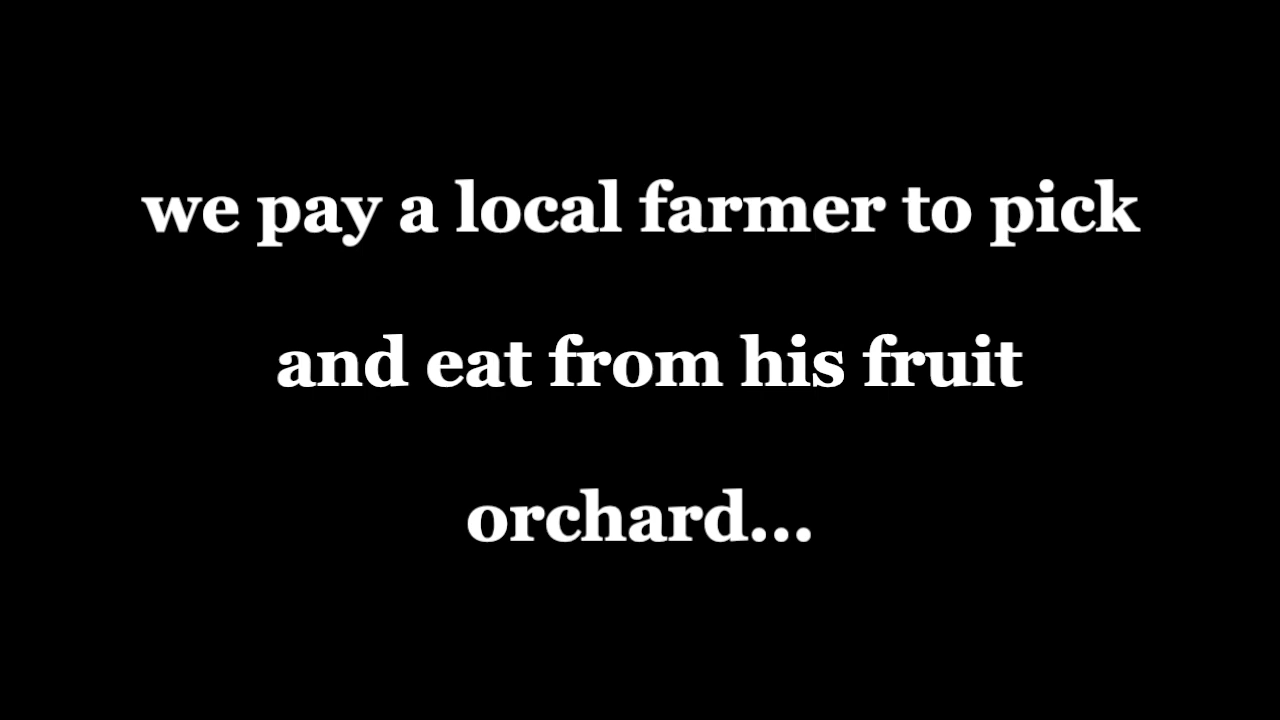 we pay a local farmer to pick
and eat from his fruit
orchard...